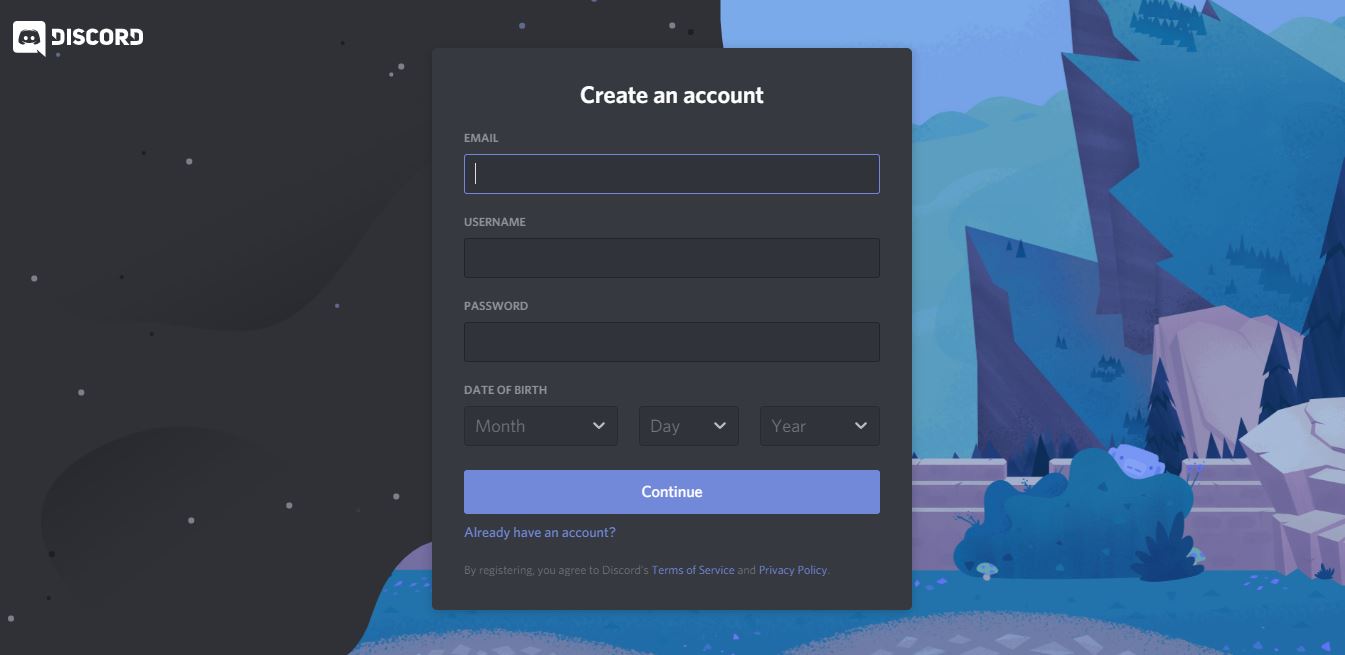 DISCORD
Create an account
EMAIL
USERNAME
PASSWORD
DATE OF BIRTH
Month Day Year
Continue
Already have an account?
By registering, you agree to Discord's Terms of Service and Privacy Policy.